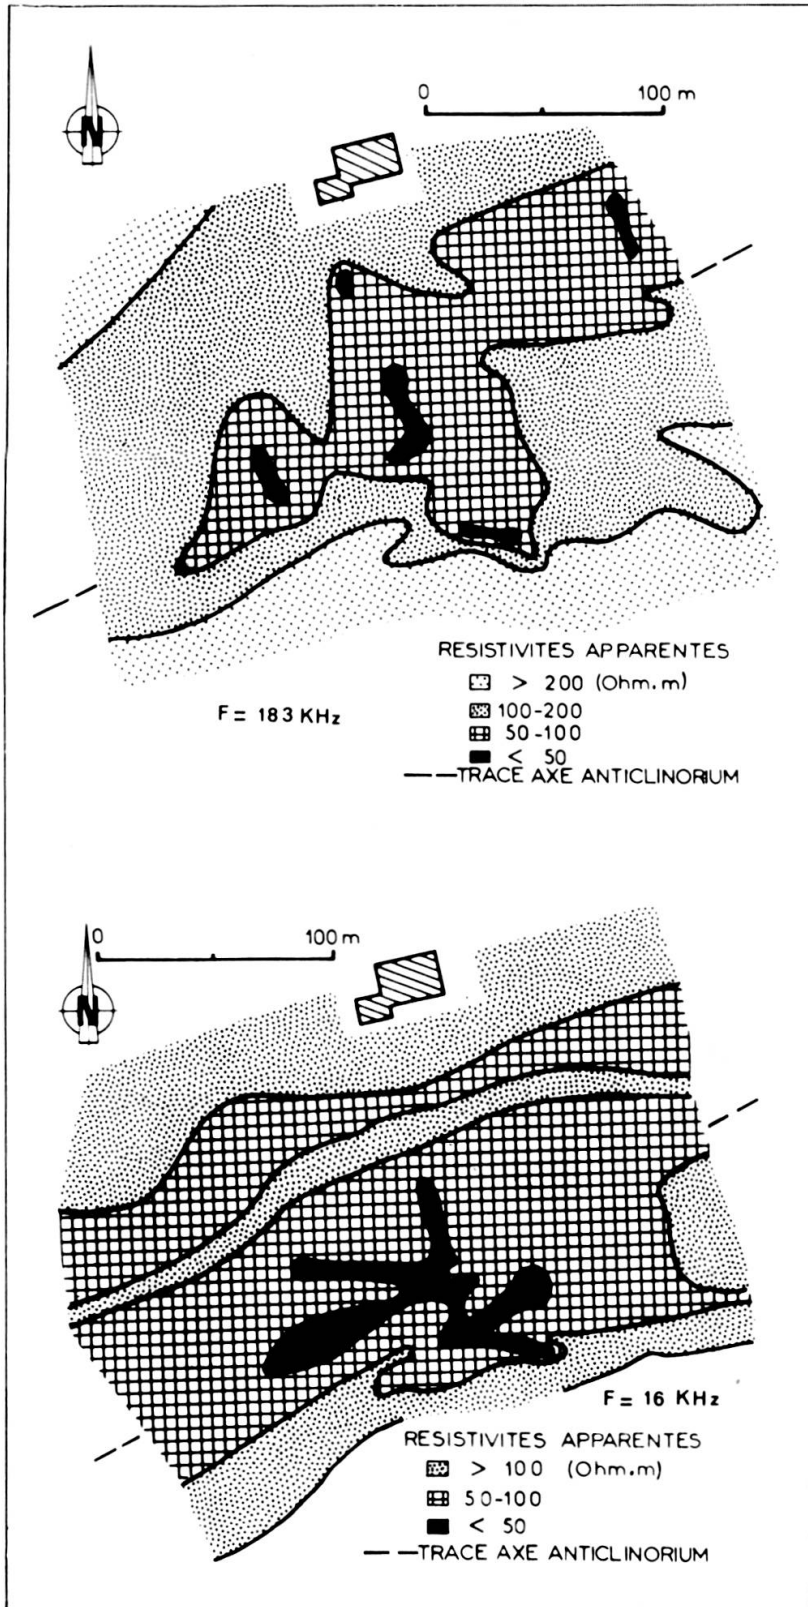 N
0 100 m
RESISTIVITES APPARENTES
> 200 (Ohm.m)
100-200
50-100
< 50
TRACE AXE ANTICLINORIUM
F = 183 KHz
N
0 100 m
F = 16 KHz
RESISTIVITES APPARENTES
> 100 (Ohm.m)
50-100
< 50
TRACE AXE ANTICLINORIUM